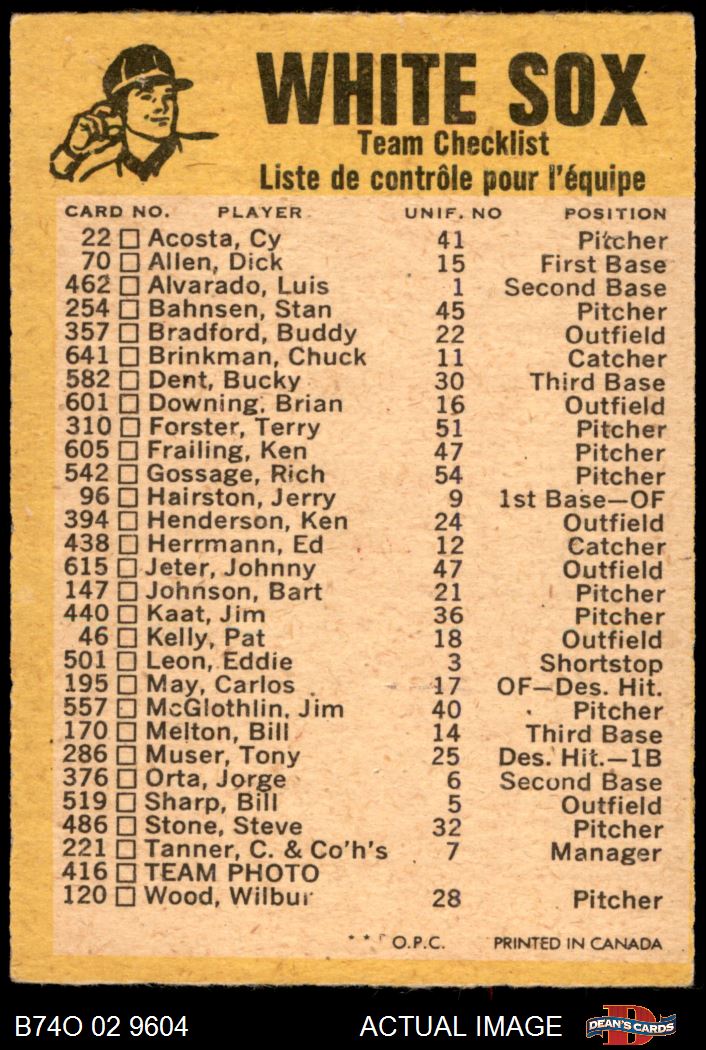 WHITE SOX
Team Checklist
Liste de contrôle pour l'équipe
CARD NO. PLAYER UNIF. NO POSITION
22 Acosta, Cy 41 Pitcher
70 Allen, Dick 15 First Base
462 Alvarado, Luis 1 Second Base
254 Bahnsen, Stan 45 Pitcher
357 Bradford, Buddy 22 Outfield
641 Brinkman, Chuck 11 Catcher
582 Dent, Bucky 30 Third Base
601 Downing, Brian 16 Outfield
310 Forster, Terry 51 Pitcher
605 Frailing, Ken 47 Pitcher
542 Gossage, Rich 54 Pitcher
96 Hairston, Jerry 9 1st Base—OF
394 Henderson, Ken 24 Outfield
438 Herrmann, Ed 12 Catcher
615 Jeter, Johnny 47 Outfield
147 Johnson, Bart 21 Pitcher
440 Kaat, Jim 36 Pitcher
46 Kelly, Pat 18 Outfield
501 Leon, Eddie 3 Shortstop
195 May, Carlos 17 OF—Des. Hit.
557 McGlothlin, Jim 40 Pitcher
170 Melton, Bill 14 Third Base
286 Muser, Tony 25 Des. Hit.—1B
376 Orta, Jorge 6 Second Base
519 Sharp, Bill 5 Outfield
486 Stone, Steve 32 Pitcher
221 Tanner, C. & Co'h's 7 Manager
416 TEAM PHOTO
120 Wood, Wilbur 28 Pitcher
* * * O.P.C. PRINTED IN CANADA
B74O 02 9604 ACTUAL IMAGE D DEAN'S CARDS